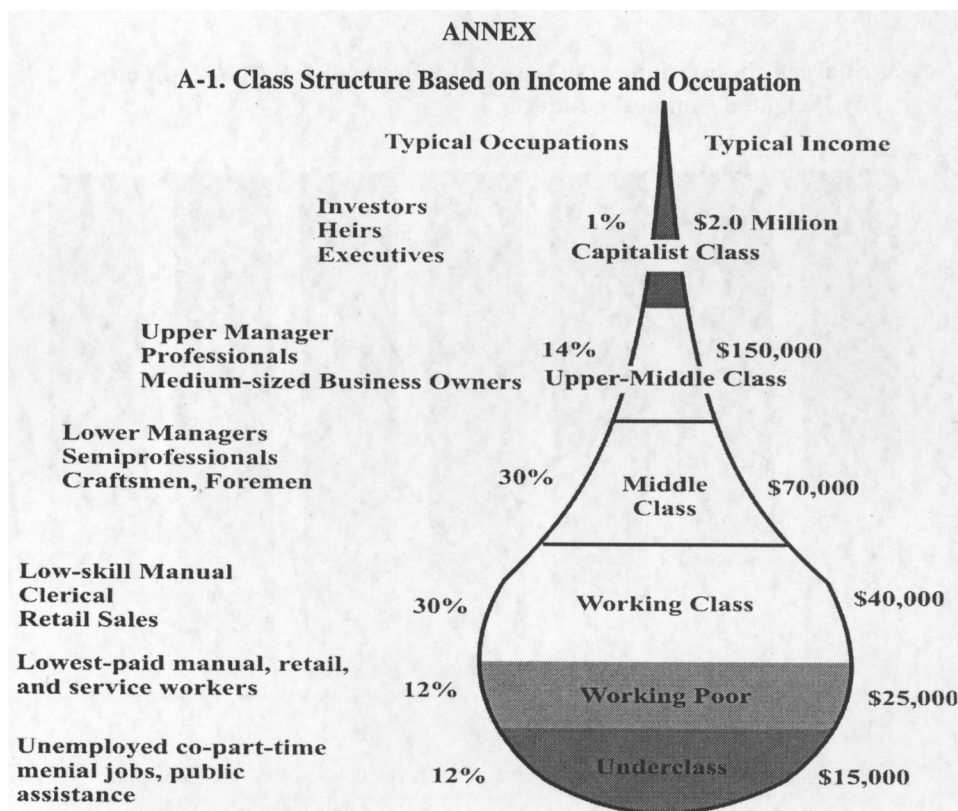 ANNEX
A-1. Class Structure Based on Income and Occupation
Typical Occupations
Typical Income
Investors
Heirs
Executives
1%
$2.0 Million
Capitalist Class
Upper Manager
Professionals
Medium-sized Business Owners
14%
$150,000
Upper-Middle Class
Lower Managers
Semiprofessionals
Craftsmen, Foremen
30%
Middle
Class
$70,000
Low-skill Manual
Clerical
Retail Sales
30%
Working Class
$40,000
Lowest-paid manual, retail,
and service workers
12%
Working Poor
$25,000
Unemployed co-part-time
menial jobs, public
assistance
12%
Underclass
$15,000